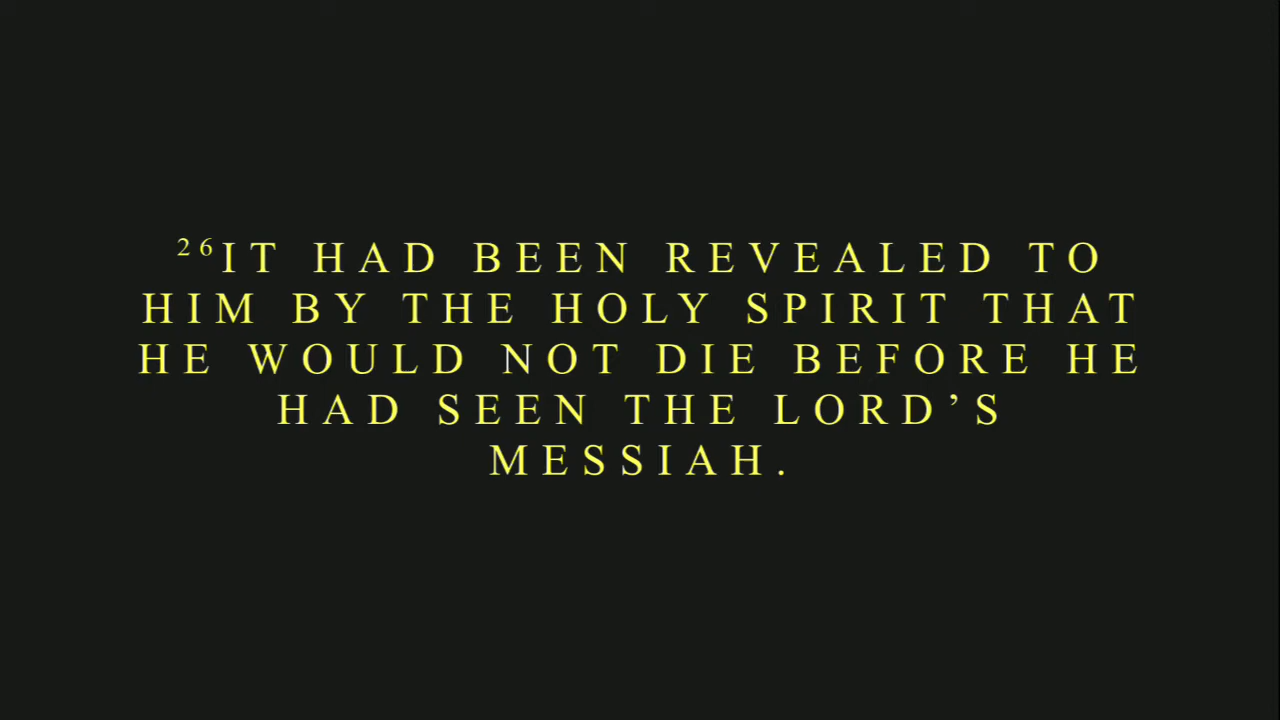 ²⁶IT HAD BEEN REVEALED TO
HIM BY THE HOLY SPIRIT THAT
HE WOULD NOT DIE BEFORE HE
HAD SEEN THE LORD’S
MESSIAH.